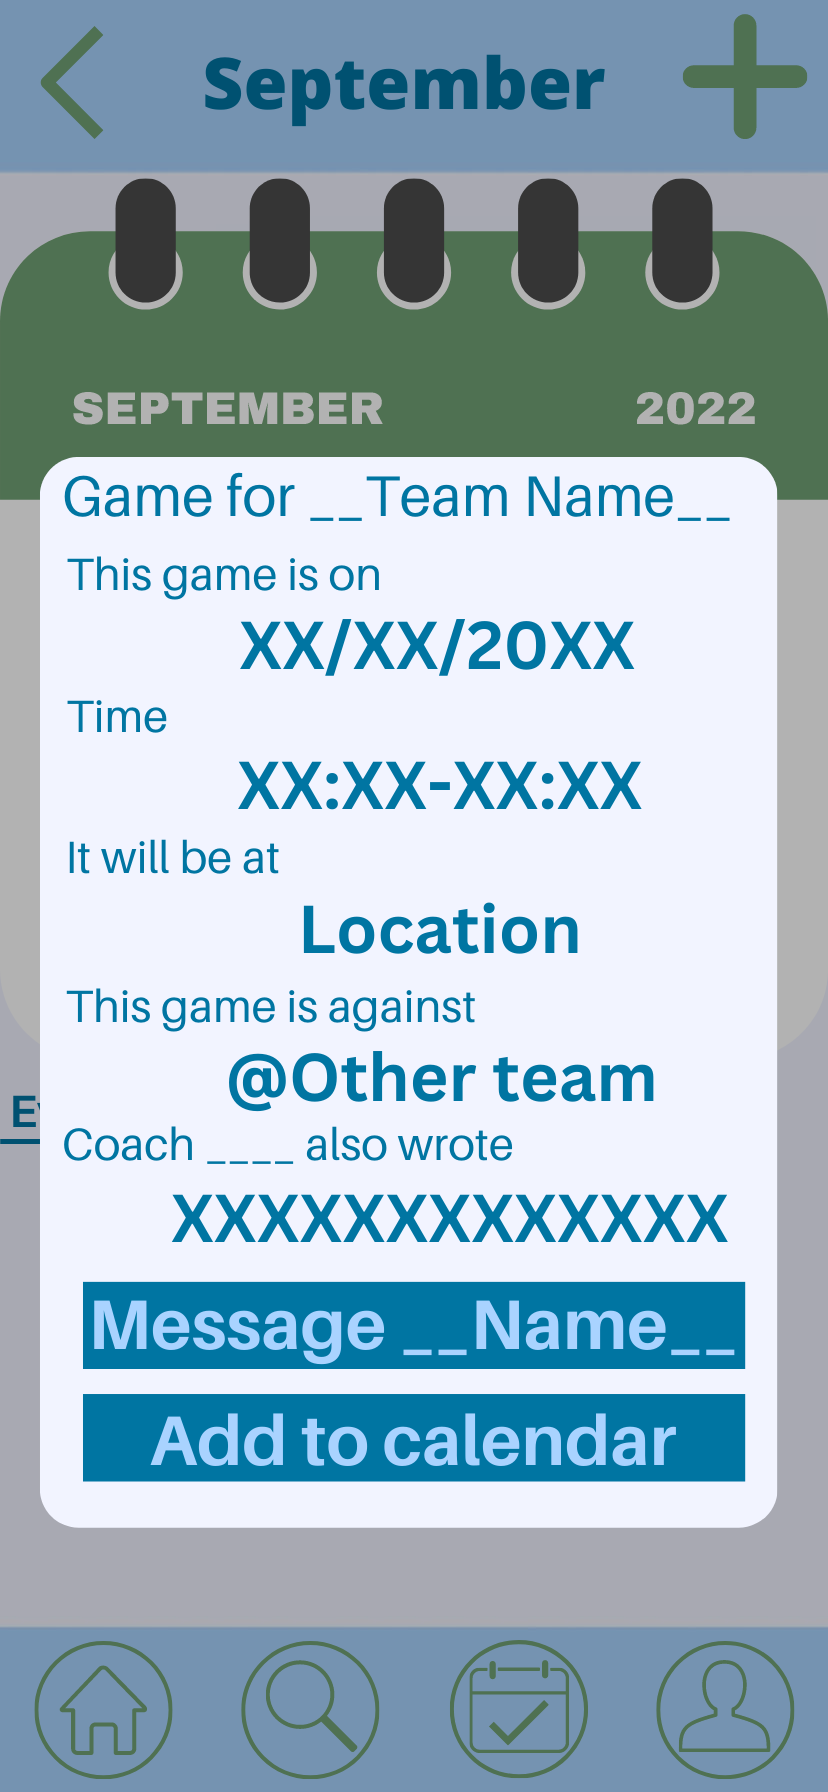 September
SEPTEMBER 2022
Game for __Team Name__
This game is on
XX/XX/20XX
Time
XX:XX-XX:XX
It will be at
Location
This game is against
@Other team
Coach ____ also wrote
XXXXXXXXXXXXX
Message __Name__
Add to calendar